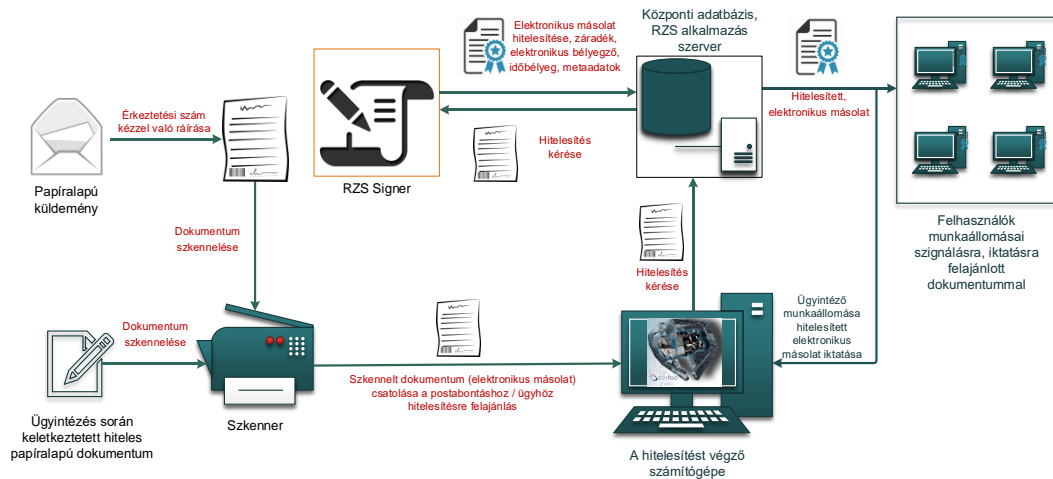 Elektronikus másolat
hitelesítése, záradék,
elektronikus bélyegző,
időbélyeg, metaadatok
Központi adatbázis,
RZS alkalmazás
szerver
Érkeztetési szám
kézzel való ráírása
Hitelesített,
elektronikus másolat
Hitelesítés
kérése
Papíralapú
küldemény
RZS Signer
Felhasználók
munkaállomásai
szignálásra, iktatásra
felajánlott
dokumentummal
Dokumentum
szkennelése
Hitelesítés
kérése
Ügyintéző
munkaállomása
hitelesített
elektronikus
másolat iktatása
Dokumentum
szkennelése
Szkennelt dokumentum (elektronikus másolat)
csatolása a postabontáshoz / ügyhöz
hitelesítésre felajánlás
Ügyintézés során
keletkeztetett hiteles
papíralapú dokumentum
Szkenner
A hitelesítést végző
számítógépe